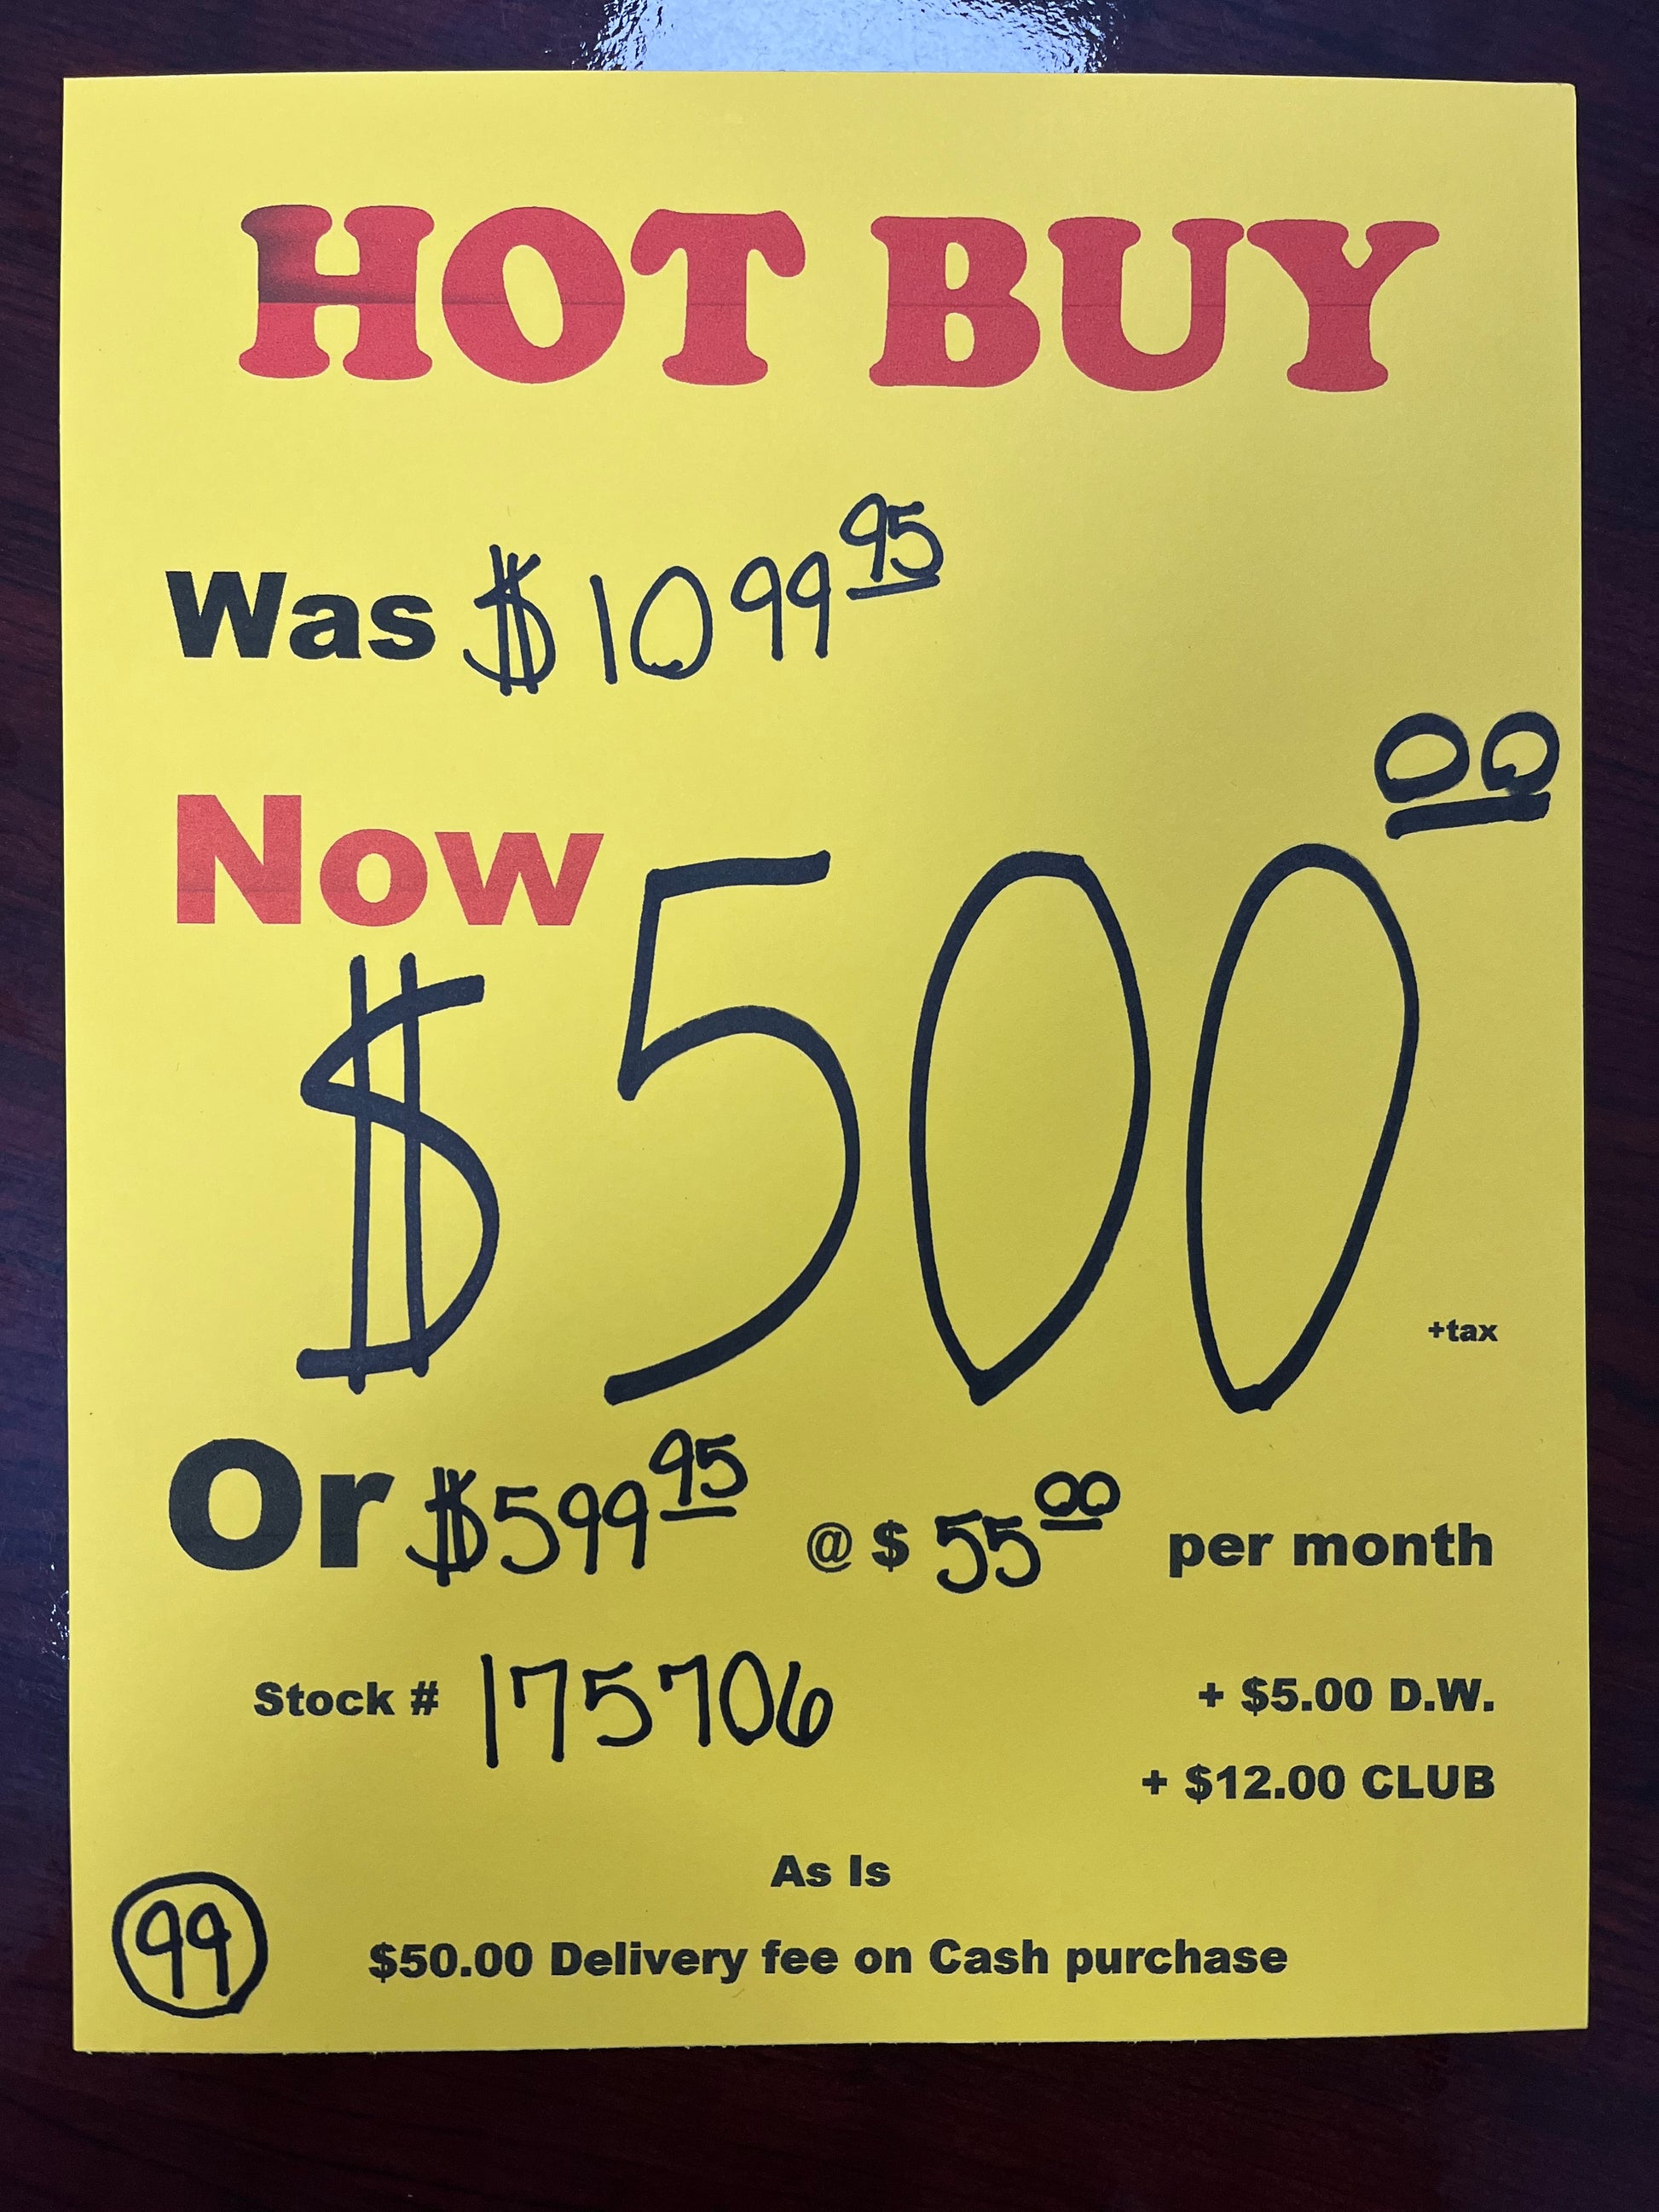 HOT BUY
Was $1099 95
Now
$500 00
+tax
Or $599 95 @ $ 55 00 per month
Stock # 175706
+ $5.00 D.W.
+ $12.00 CLUB
As Is
99
$50.00 Delivery fee on Cash purchase